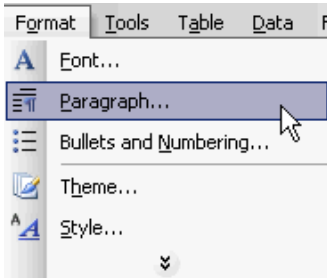 Format Tools Table Data
Font...
Paragraph...
Bullets and Numbering...
Theme...
Style...